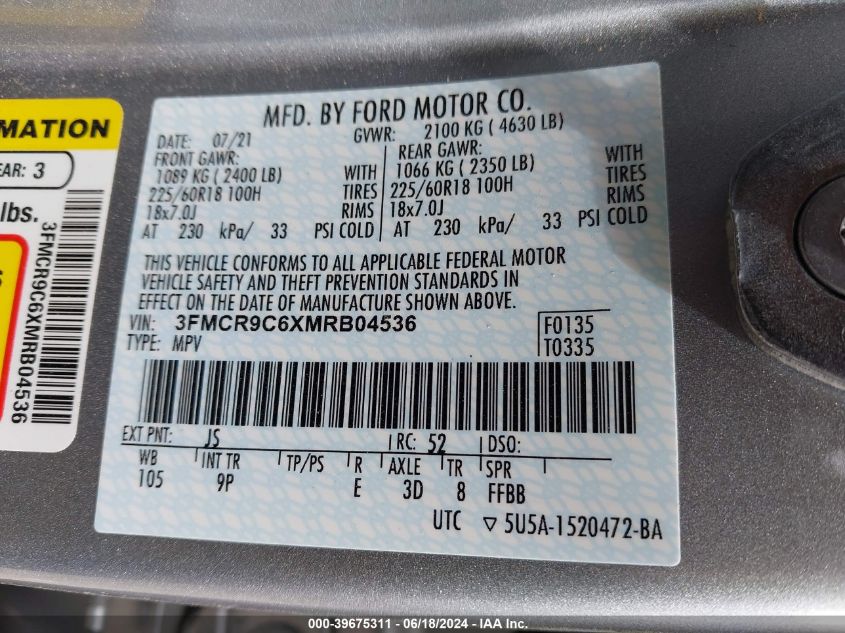 MFD. BY FORD MOTOR CO.
DATE: 07/21 GVWR: 2100 KG ( 4630 LB)
FRONT GAWR: REAR GAWR:
1089 KG ( 2400 LB) WITH 1066 KG ( 2350 LB) WITH
225/60R18 100H TIRES 225/60R18 100H TIRES
18x7.0J RIMS 18x7.0J RIMS
AT 230 kPa/ 33 PSI COLD AT 230 kPa/ 33 PSI COLD
THIS VEHICLE CONFORMS TO ALL APPLICABLE FEDERAL MOTOR
VEHICLE SAFETY AND THEFT PREVENTION STANDARDS IN
EFFECT ON THE DATE OF MANUFACTURE SHOWN ABOVE.
VIN: 3FMCR9C6XMRB04536 F0135
TYPE: MPV T0335
EXT PNT: JS RC: 52 DSO:
WB INT TR TP/PS R AXLE TR SPR
105 9P E 3D 8 FFBB
UTC ▽ 5U5A-1520472-BA
MATION
EAR: 3
lbs.
3FMCR9C6XMRB04536
000-39675311 - 06/18/2024 - IAA Inc.